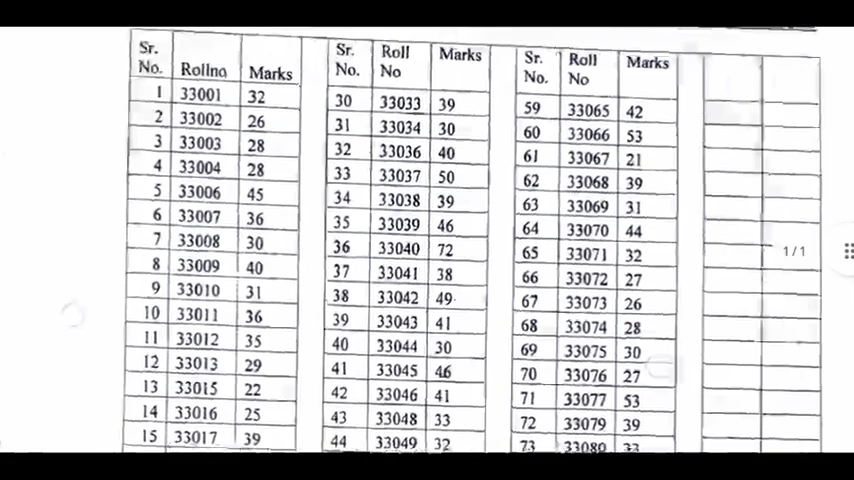 Sr. No. Rollno Marks
1 33001 32
2 33002 26
3 33003 28
4 33004 28
5 33006 45
6 33007 36
7 33008 30
8 33009 40
9 33010 31
10 33011 36
11 33012 35
12 33013 29
13 33015 22
14 33016 25
15 33017 39
Sr. No. Roll No Marks
30 33033 39
31 33034 30
32 33036 40
33 33037 50
34 33038 39
35 33039 46
36 33040 72
37 33041 38
38 33042 49
39 33043 41
40 33044 30
41 33045 46
42 33046 41
43 33048 33
44 33049 32
Sr. No. Roll No Marks
59 33065 42
60 33066 53
61 33067 21
62 33068 39
63 33069 31
64 33070 44
65 33071 32
66 33072 27
67 33073 26
68 33074 28
69 33075 30
70 33076 27
71 33077 53
72 33079 39
73 33080 33
1/1